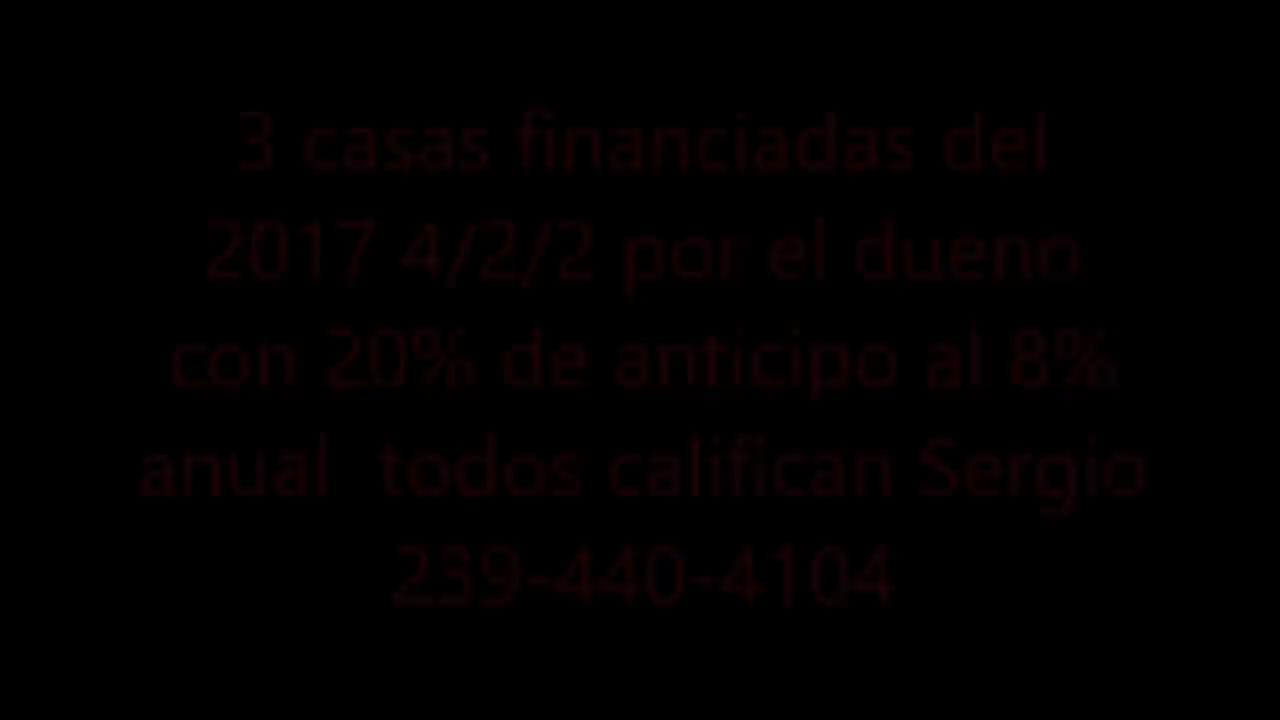 3 casas financiadas del
2017 4/2/2 por el dueno
con 20% de anticipo al 8%
anual todos califican Sergio
239-440-4104